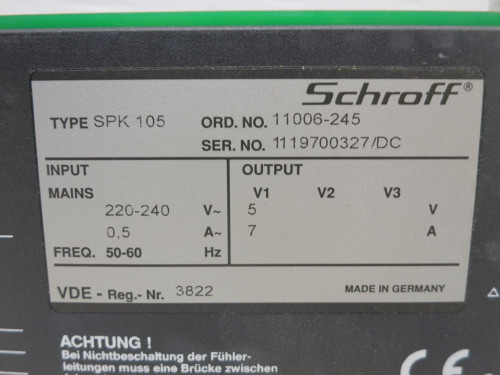 Schroff®
TYPE SPK 105 ORD. NO. 11006-245
SER. NO. 1119700327/DC
INPUT OUTPUT
MAINS V1 V2 V3
220-240 V~ 5 V
0,5 A~ 7 A
FREQ. 50-60 Hz
VDE - Reg.- Nr. 3822 MADE IN GERMANY
ACHTUNG !
Bei Nichtbeschaltung der Fühler-
leitungen muss eine Brücke zwischen
CE